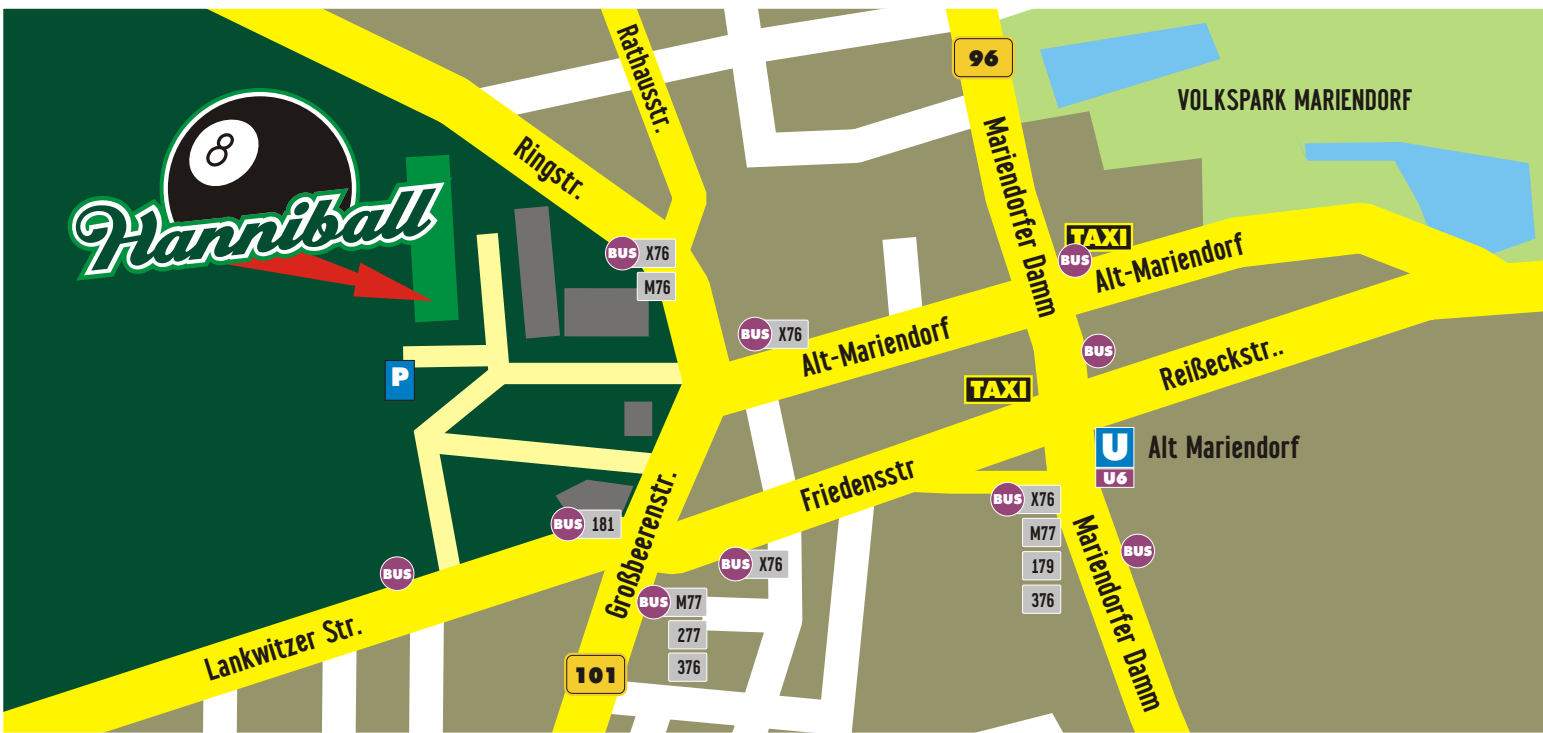 8
Hanniball
Rathausstr.
Ringstr.
96
Mariendorfer Damm
VOLKSPARK MARIENDORF
TAXI
BUS
Alt-Mariendorf
BUS X76
M76
BUS X76
Alt-Mariendorf
BUS
Reißeckstr..
TAXI
P
U
U6
Alt Mariendorf
Friedensstr
BUS X76
M77
179
376
BUS
Mariendorfer Damm
BUS 181
Großbeerenstr.
BUS X76
BUS
BUS M77
277
376
Lankwitzer Str.
101